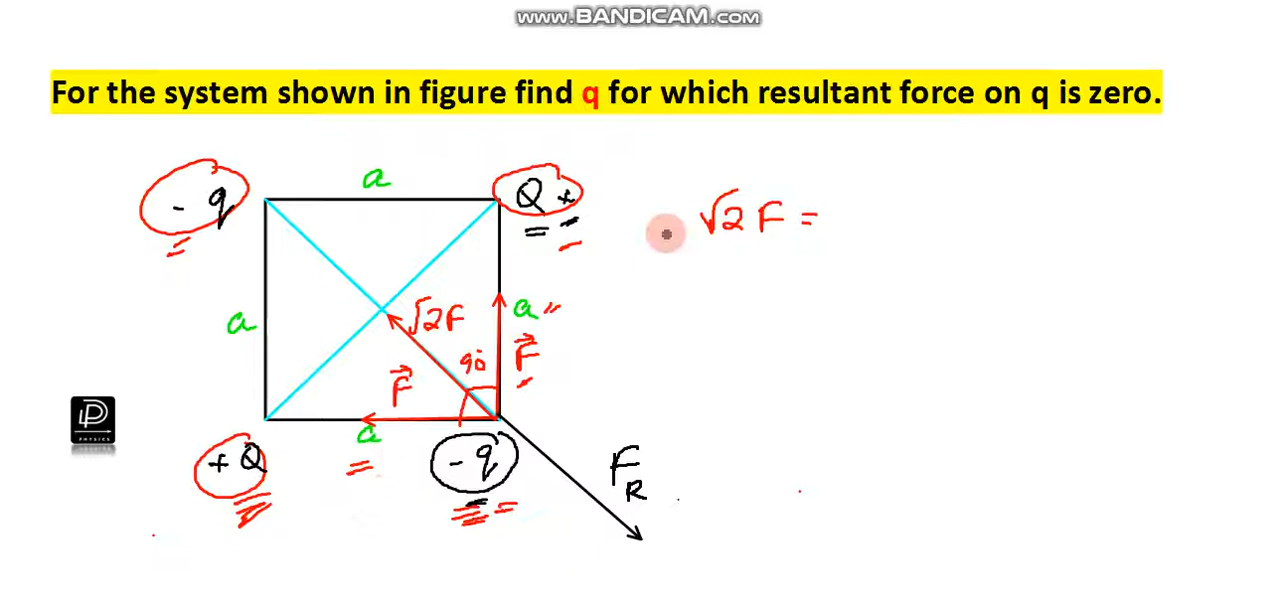 www.BANDICAM.com
For the system shown in figure find q for which resultant force on q is zero.
- q
a
Q +
√2 F =
a
√2F
a
90°
F
F
PHYSICS
a
+ Q
- q
F
R